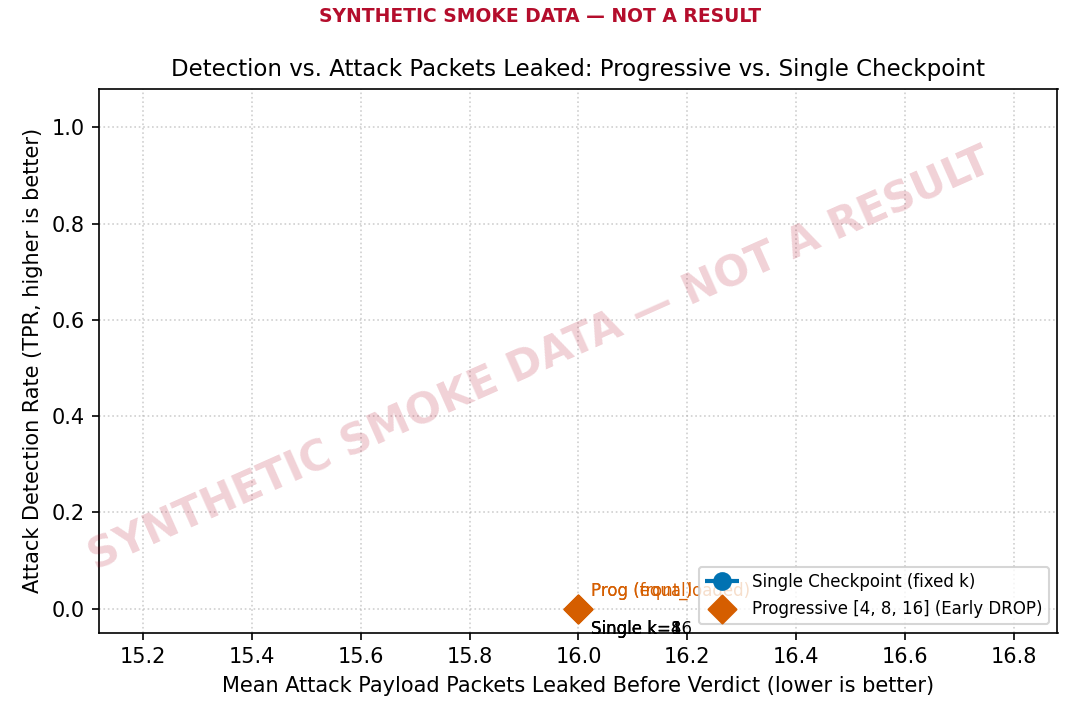 SYNTHETIC SMOKE DATA — NOT A RESULT
Detection vs. Attack Packets Leaked: Progressive vs. Single Checkpoint
Attack Detection Rate (TPR, higher is better)
1.0
0.8
0.6
0.4
0.2
0.0
SYNTHETIC SMOKE DATA — NOT A RESULT
Prog
Single
Single Checkpoint (fixed k)
Progressive [4, 8, 16] (Early DROP)
15.2 15.4 15.6 15.8 16.0 16.2 16.4 16.6 16.8
Mean Attack Payload Packets Leaked Before Verdict (lower is better)